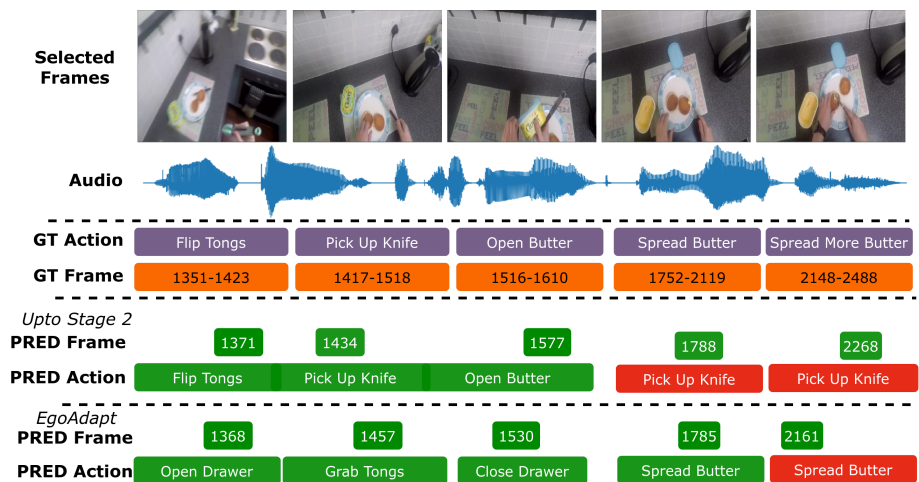 Selected
Frames
Audio
GT Action
Flip Tongs
Pick Up Knife
Open Butter
Spread Butter
Spread More Butter
GT Frame
1351-1423
1417-1518
1516-1610
1752-2119
2148-2488
Upto Stage 2
PRED Frame
1371
1434
1577
1788
2268
PRED Action
Flip Tongs
Pick Up Knife
Open Butter
Pick Up Knife
Pick Up Knife
EgoAdapt
PRED Frame
1368
1457
1530
1785
2161
PRED Action
Open Drawer
Grab Tongs
Close Drawer
Spread Butter
Spread Butter